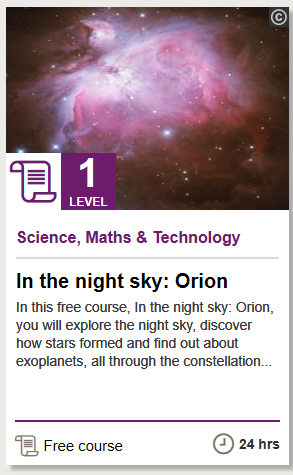 ©
1
LEVEL
Science, Maths & Technology
In the night sky: Orion
In this free course, In the night sky: Orion,
you will explore the night sky, discover
how stars formed and find out about
exoplanets, all through the constellation...
Free course
24 hrs